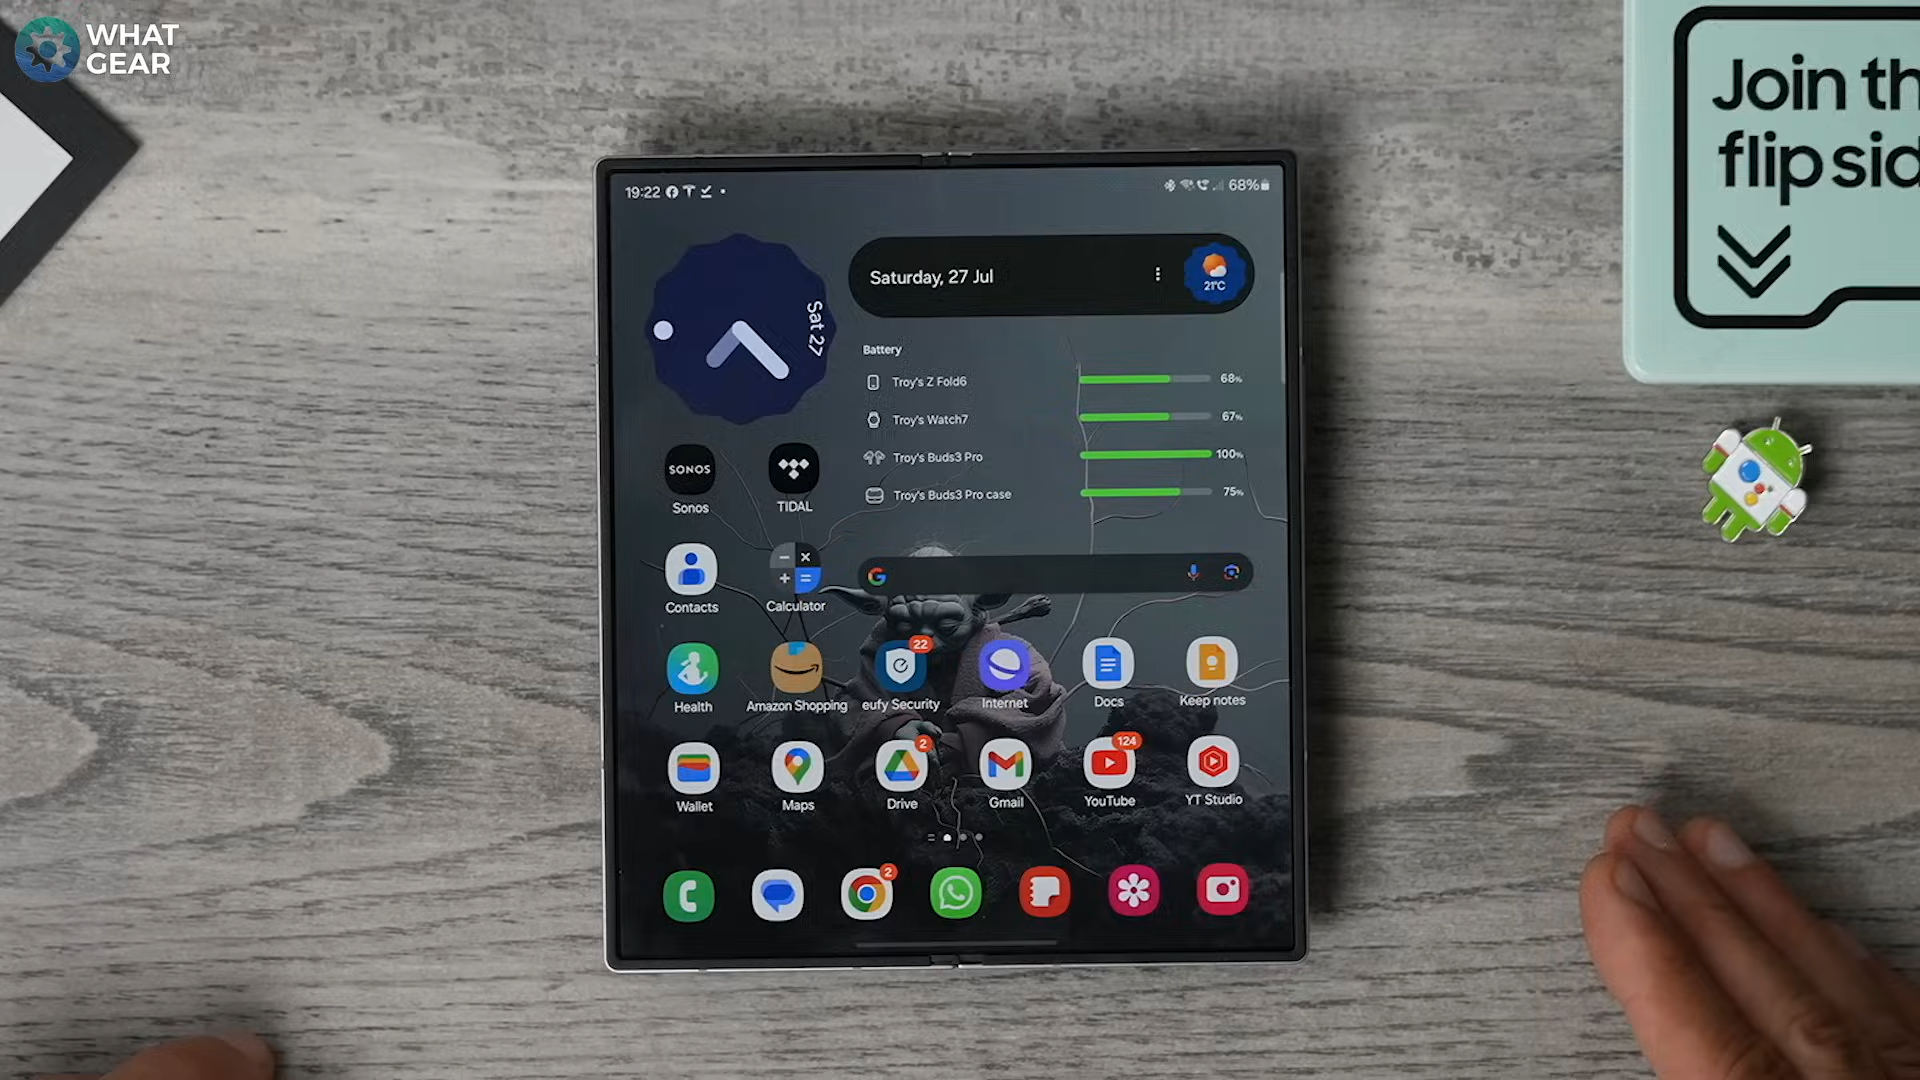 WHAT
GEAR
Join th
flip sid
19:22
68%
Saturday, 27 Jul
21°C
Sat 27
Battery
Troy's Z Fold6
68%
Troy's Watch7
67%
Troy's Buds3 Pro
100%
Troy's Buds3 Pro case
75%
SONOS
Sonos
TIDAL
Contacts
Calculator
22
Health
Amazon Shopping
eufy Security
Internet
Docs
Keep notes
2
124
Wallet
Maps
Drive
Gmail
YouTube
YT Studio
2